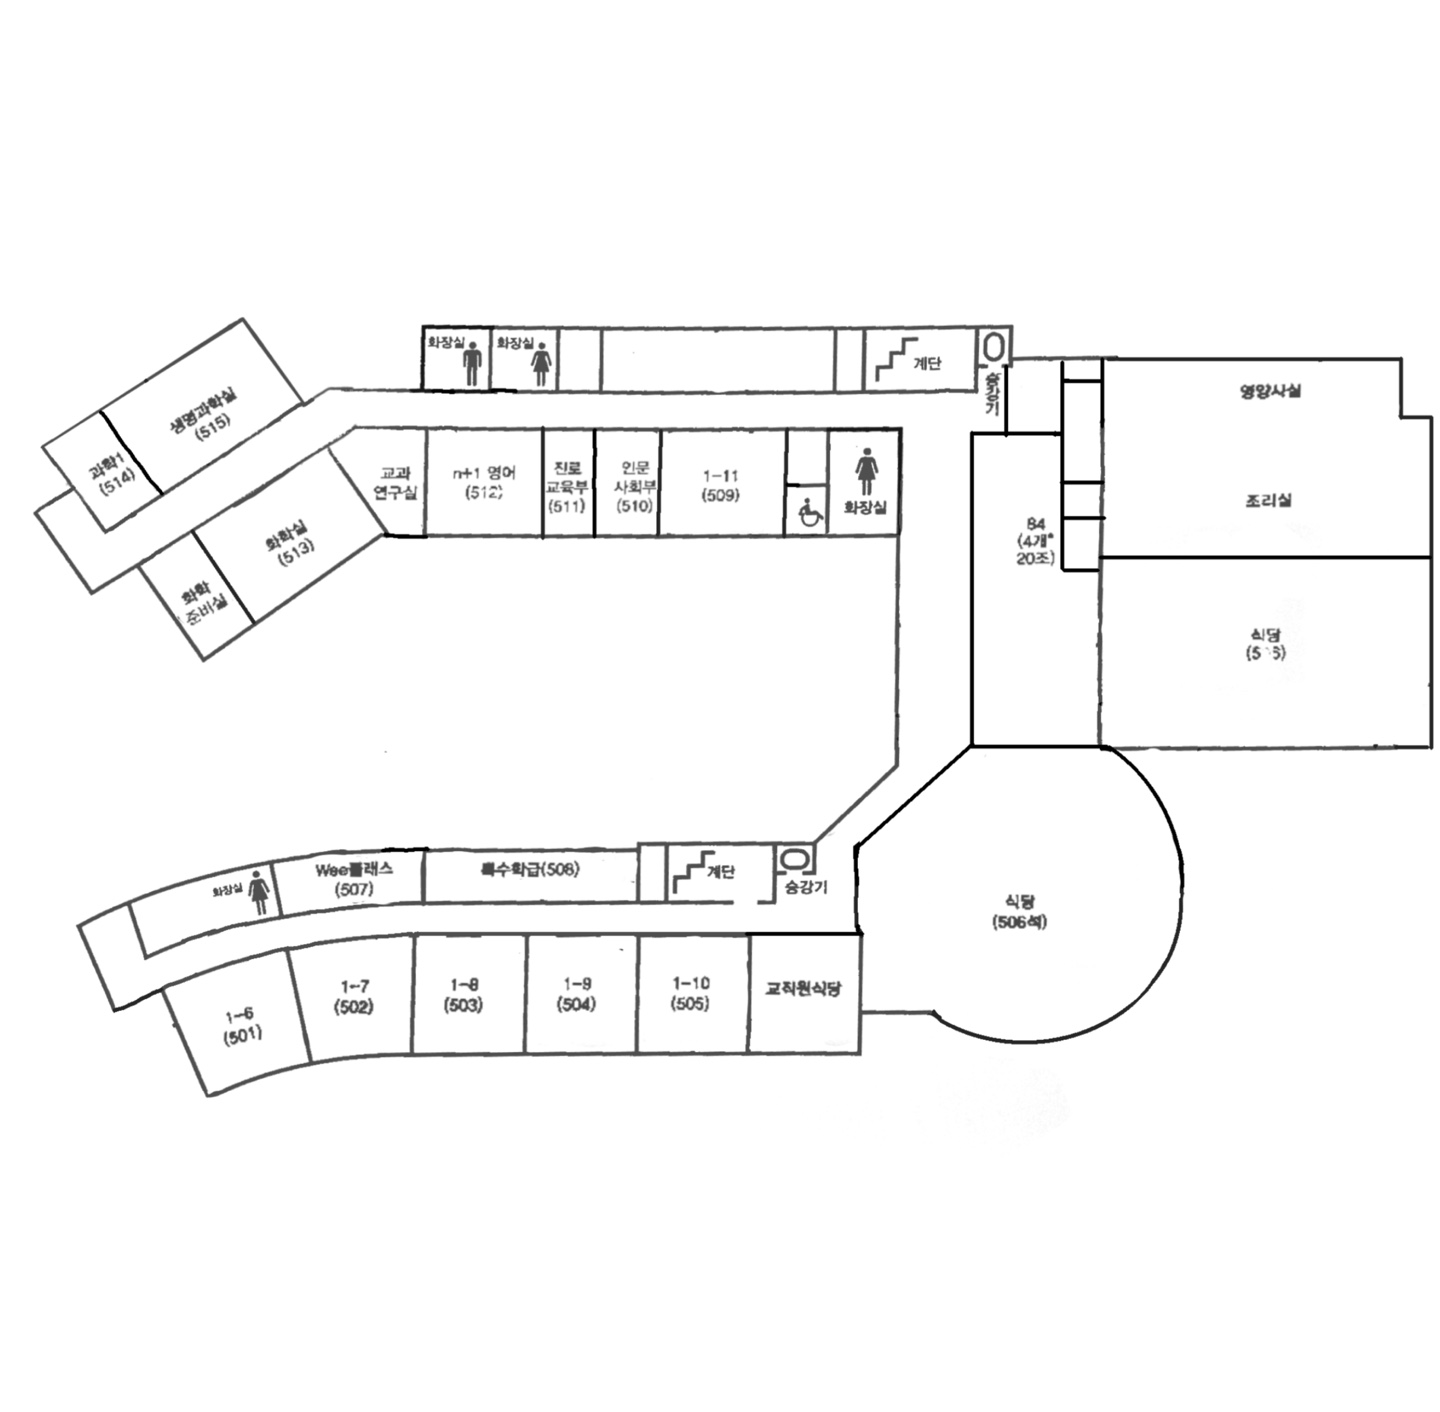 화장실
화장실
계단
승강기
생명과학실
(515)
과학1
(514)
교과
연구실
n+1 영어
(512)
진로
교육부
(511)
인문
사회부
(510)
1-11
(509)
화장실
영양사실
조리실
84
(4개*
20조)
화학실
(513)
화학
준비실
식당
화장실
Wee클래스
(507)
특수학급(508)
계단
승강기
식당
(506석)
1-6
(501)
1-7
(502)
1-8
(503)
1-9
(504)
1-10
(505)
교직원식당